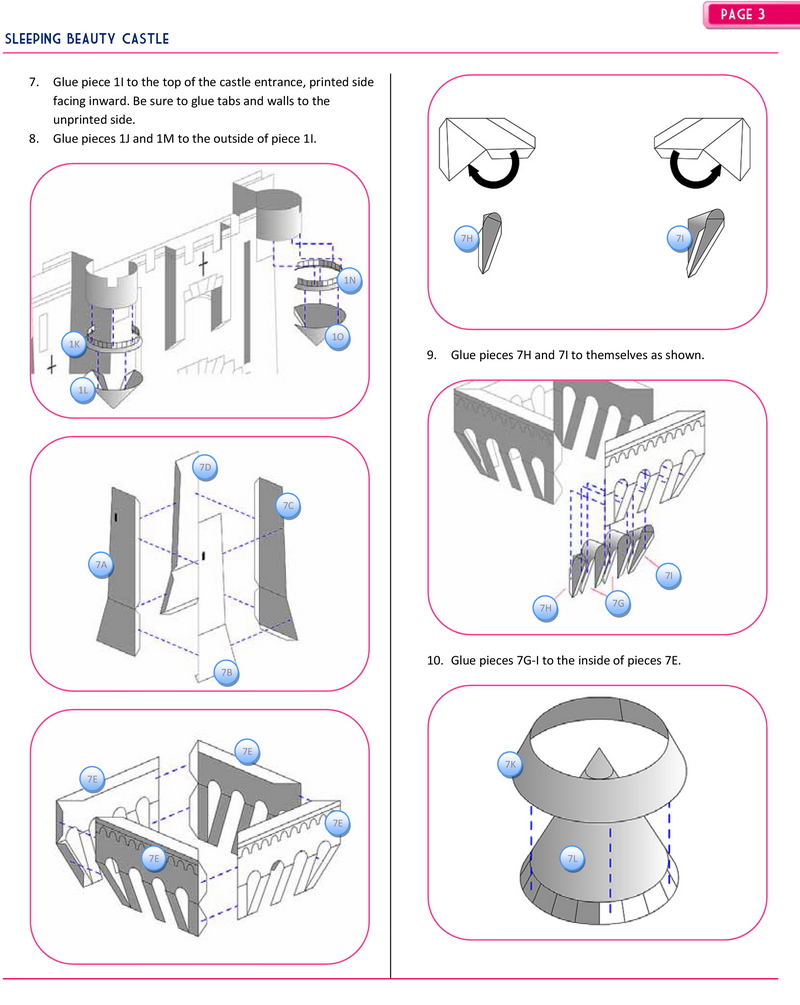 PAGE 3
SLEEPING BEAUTY CASTLE
7. Glue piece 1I to the top of the castle entrance, printed side
facing inward. Be sure to glue tabs and walls to the
unprinted side.
8. Glue pieces 1J and 1M to the outside of piece 1I.
1N
1O
1K
1L
7D
7C
7A
7B
7E
7E
7E
7E
7H
7I
9. Glue pieces 7H and 7I to themselves as shown.
7I
7G
7H
10. Glue pieces 7G-I to the inside of pieces 7E.
7K
7L